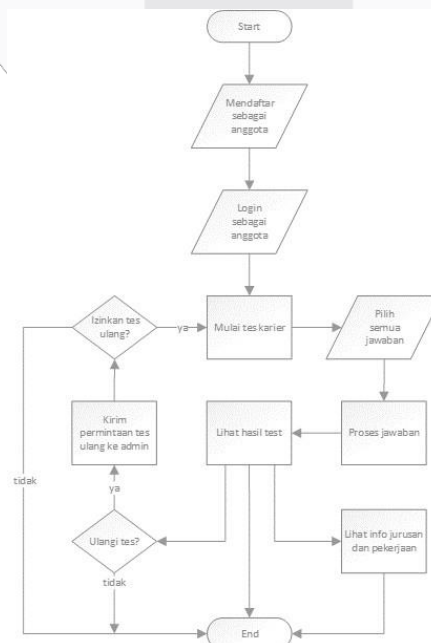 Start
Mendaftar
sebagai
anggota
Login
sebagai
anggota
Izinkan tes
ulang?
ya
Mulai tes karier
Pilih
semua
jawaban
Kirim
permintaan tes
ulang ke admin
Lihat hasil test
Proses jawaban
tidak
ya
Ulangi tes?
Lihat info jurusan
dan pekerjaan
tidak
End